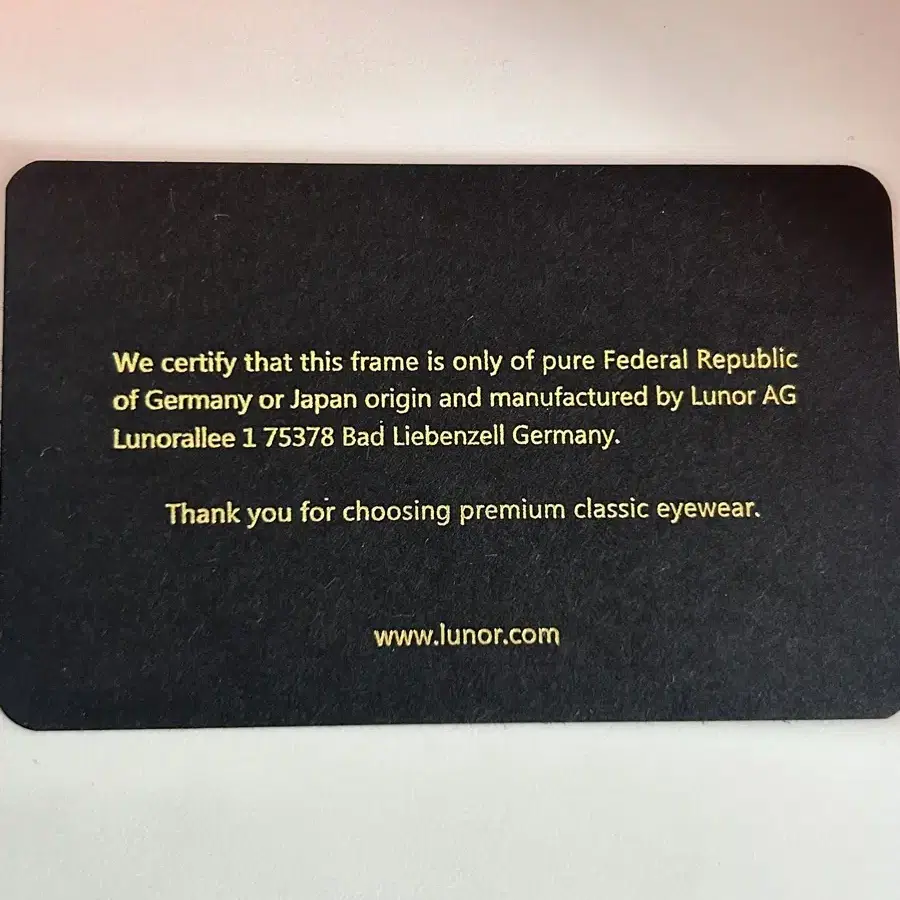 We certify that this frame is only of pure Federal Republic
of Germany or Japan origin and manufactured by Lunor AG
Lunorallee 1 75378 Bad Liebenzell Germany.
Thank you for choosing premium classic eyewear.
www.lunor.com